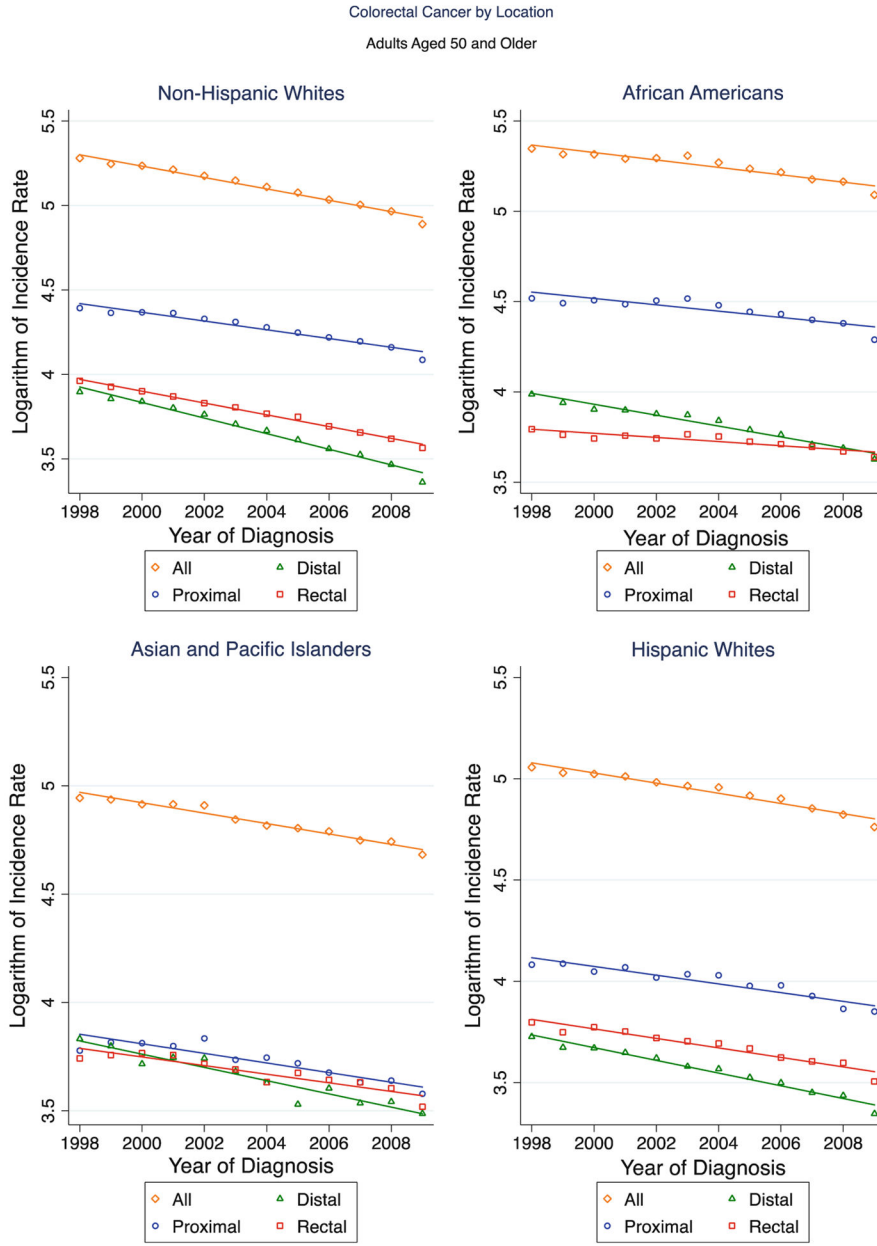 Colorectal Cancer by Location
Adults Aged 50 and Older
Non-Hispanic Whites
Logarithm of Incidence Rate
5.5
5
4.5
4
3.5
1998 2000 2002 2004 2006 2008
Year of Diagnosis
All Distal
Proximal Rectal
African Americans
Logarithm of Incidence Rate
5.5
5
4.5
4
3.5
1998 2000 2002 2004 2006 2008
Year of Diagnosis
All Distal
Proximal Rectal
Asian and Pacific Islanders
Logarithm of Incidence Rate
5.5
5
4.5
4
3.5
1998 2000 2002 2004 2006 2008
Year of Diagnosis
All Distal
Proximal Rectal
Hispanic Whites
Logarithm of Incidence Rate
5.5
5
4.5
4
3.5
1998 2000 2002 2004 2006 2008
Year of Diagnosis
All Distal
Proximal Rectal